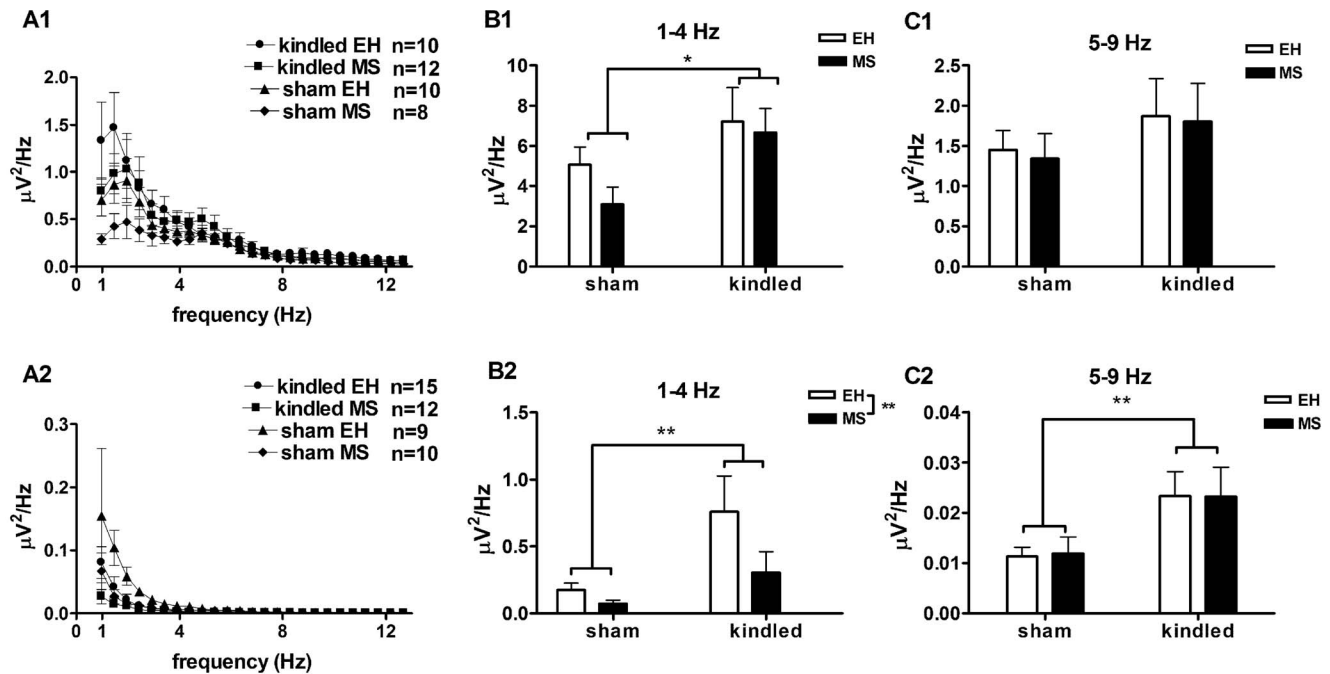 A1
kindled EH n=10
kindled MS n=12
sham EH n=10
sham MS n=8
2.0
1.5
1.0
0.5
0.0
µV²/Hz
0 1 4 8 12
frequency (Hz)
B1
1-4 Hz
EH
MS
*
10
8
6
4
2
0
µV²/Hz
sham kindled
C1
5-9 Hz
EH
MS
2.5
2.0
1.5
1.0
0.5
0.0
µV²/Hz
sham kindled
A2
kindled EH n=15
kindled MS n=12
sham EH n=9
sham MS n=10
0.3
0.2
0.1
0.0
µV²/Hz
0 1 4 8 12
frequency (Hz)
B2
1-4 Hz
EH
MS
**
**
1.5
1.0
0.5
0.0
µV²/Hz
sham kindled
C2
5-9 Hz
EH
MS
**
0.04
0.03
0.02
0.01
0.00
µV²/Hz
sham kindled